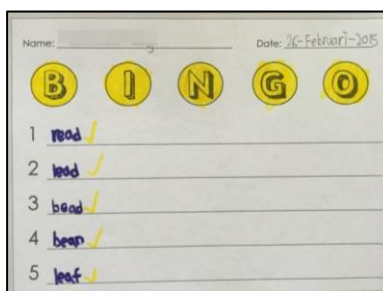 Name: Date: 26-Februari-2015
B I N G O
1 read
2 lead
3 bead
4 bean
5 leaf